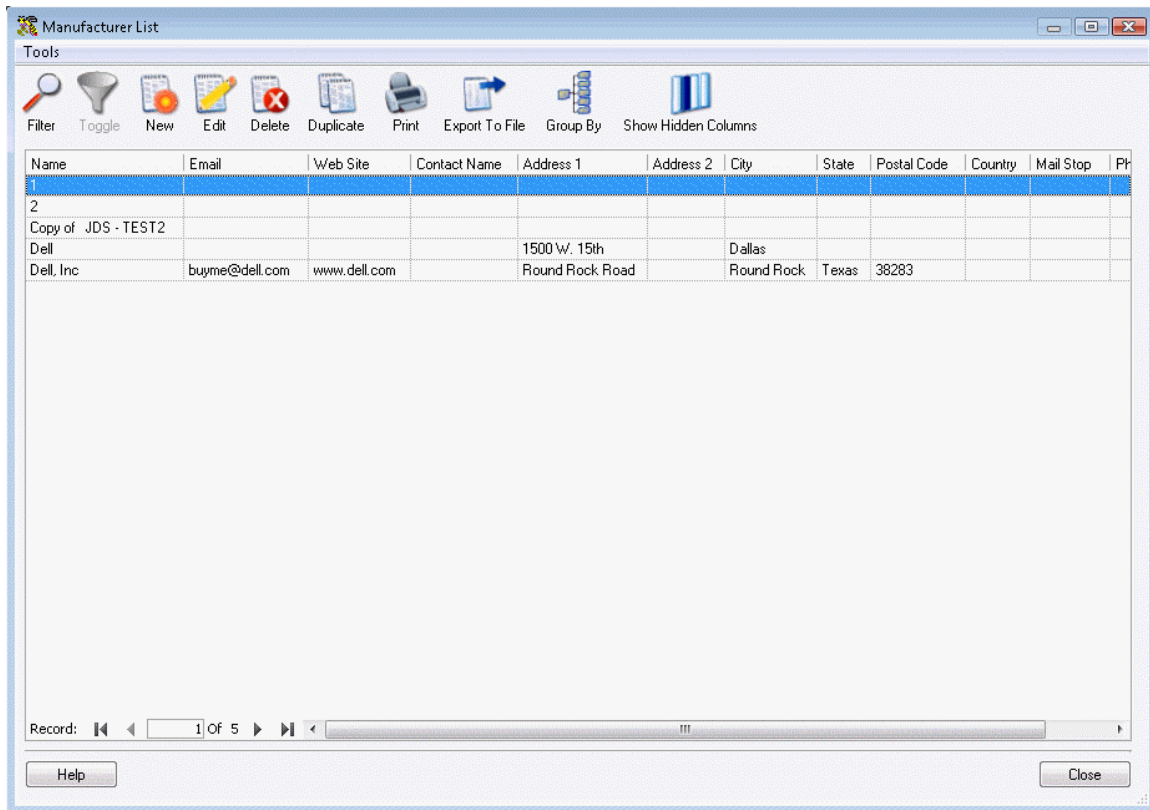 Manufacturer List
Tools
Filter Toggle New Edit Delete Duplicate Print Export To File Group By Show Hidden Columns
Name Email Web Site Contact Name Address 1 Address 2 City State Postal Code Country Mail Stop Ph
1
2
Copy of JDS - TEST2
Dell 1500 W. 15th Dallas
Dell, Inc buyme@dell.com www.dell.com Round Rock Road Round Rock Texas 38283
Record: 1 Of 5
Help Close